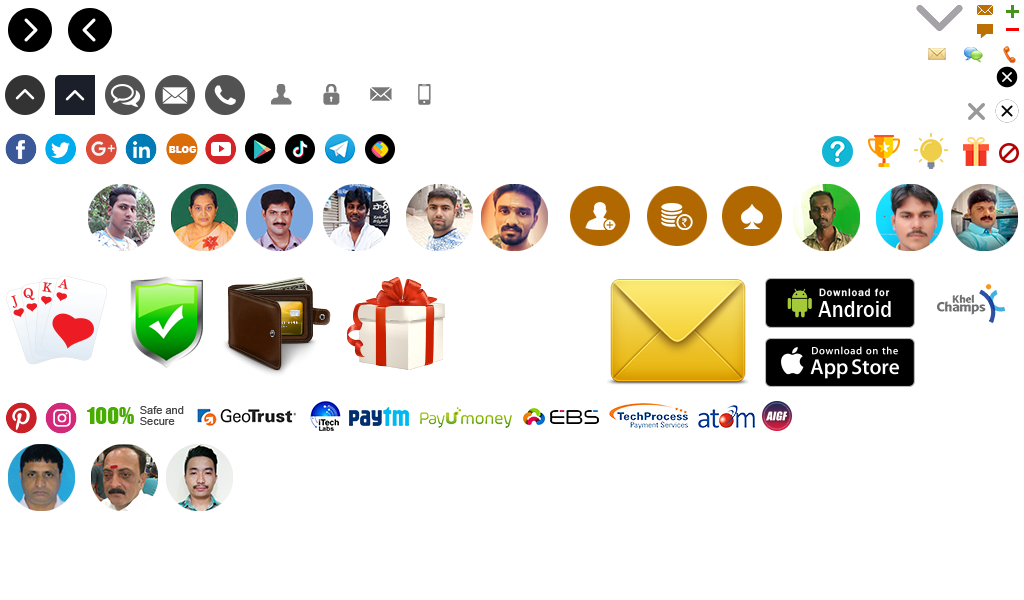 BLOG
J Q K A
Download for
Android
Khel
Champs
Download on the
App Store
100% Safe and
Secure
GeoTrust
iTech
Labs
Paytm
PayUmoney
EBS
TechProcess
Payment Services
atom
AIGF